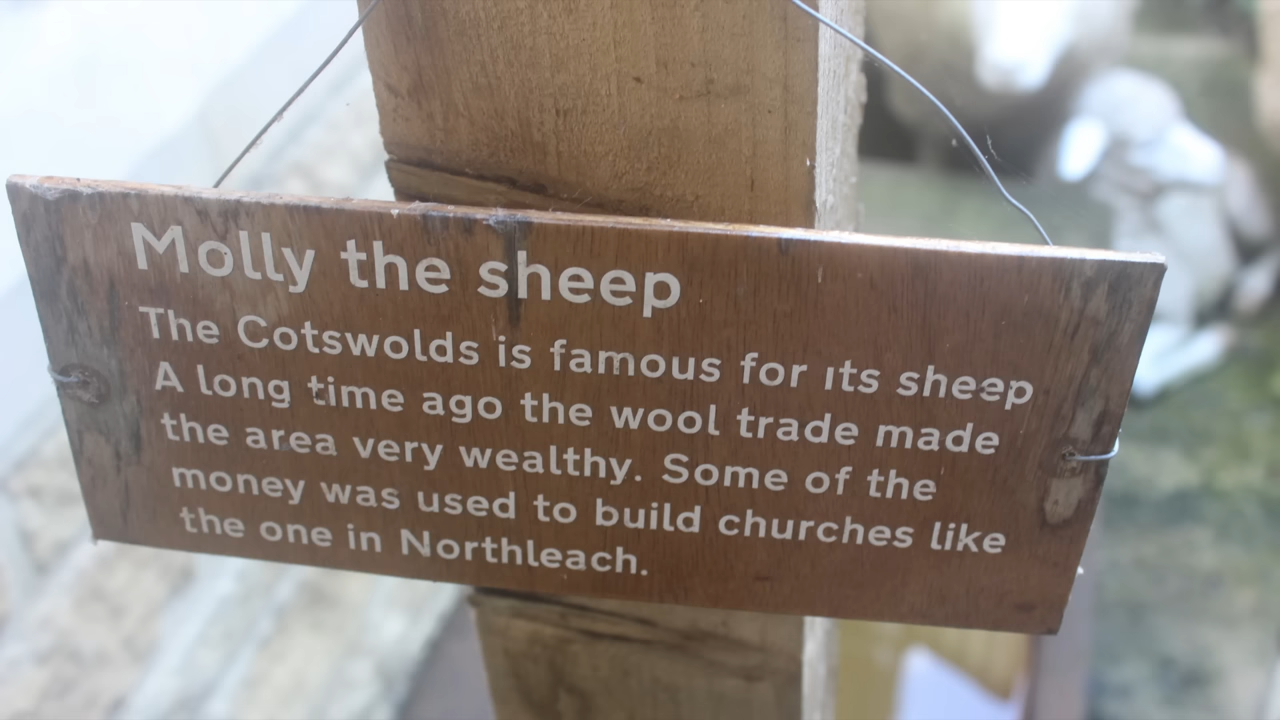 Molly the sheep
The Cotswolds is famous for its sheep
A long time ago the wool trade made
the area very wealthy. Some of the
money was used to build churches like
the one in Northleach.